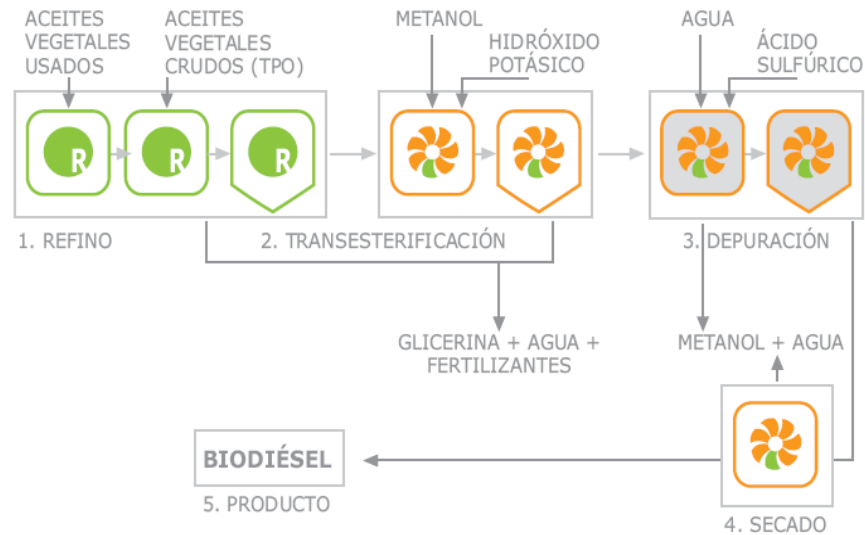 ACEITES
VEGETALES
USADOS
ACEITES
VEGETALES
CRUDOS (TPO)
METANOL
HIDRÓXIDO
POTÁSICO
AGUA
ÁCIDO
SULFÚRICO
R
R
R
1. REFINO
2. TRANSESTERIFICACIÓN
3. DEPURACIÓN
GLICERINA + AGUA +
FERTILIZANTES
METANOL + AGUA
BIODIÉSEL
5. PRODUCTO
4. SECADO